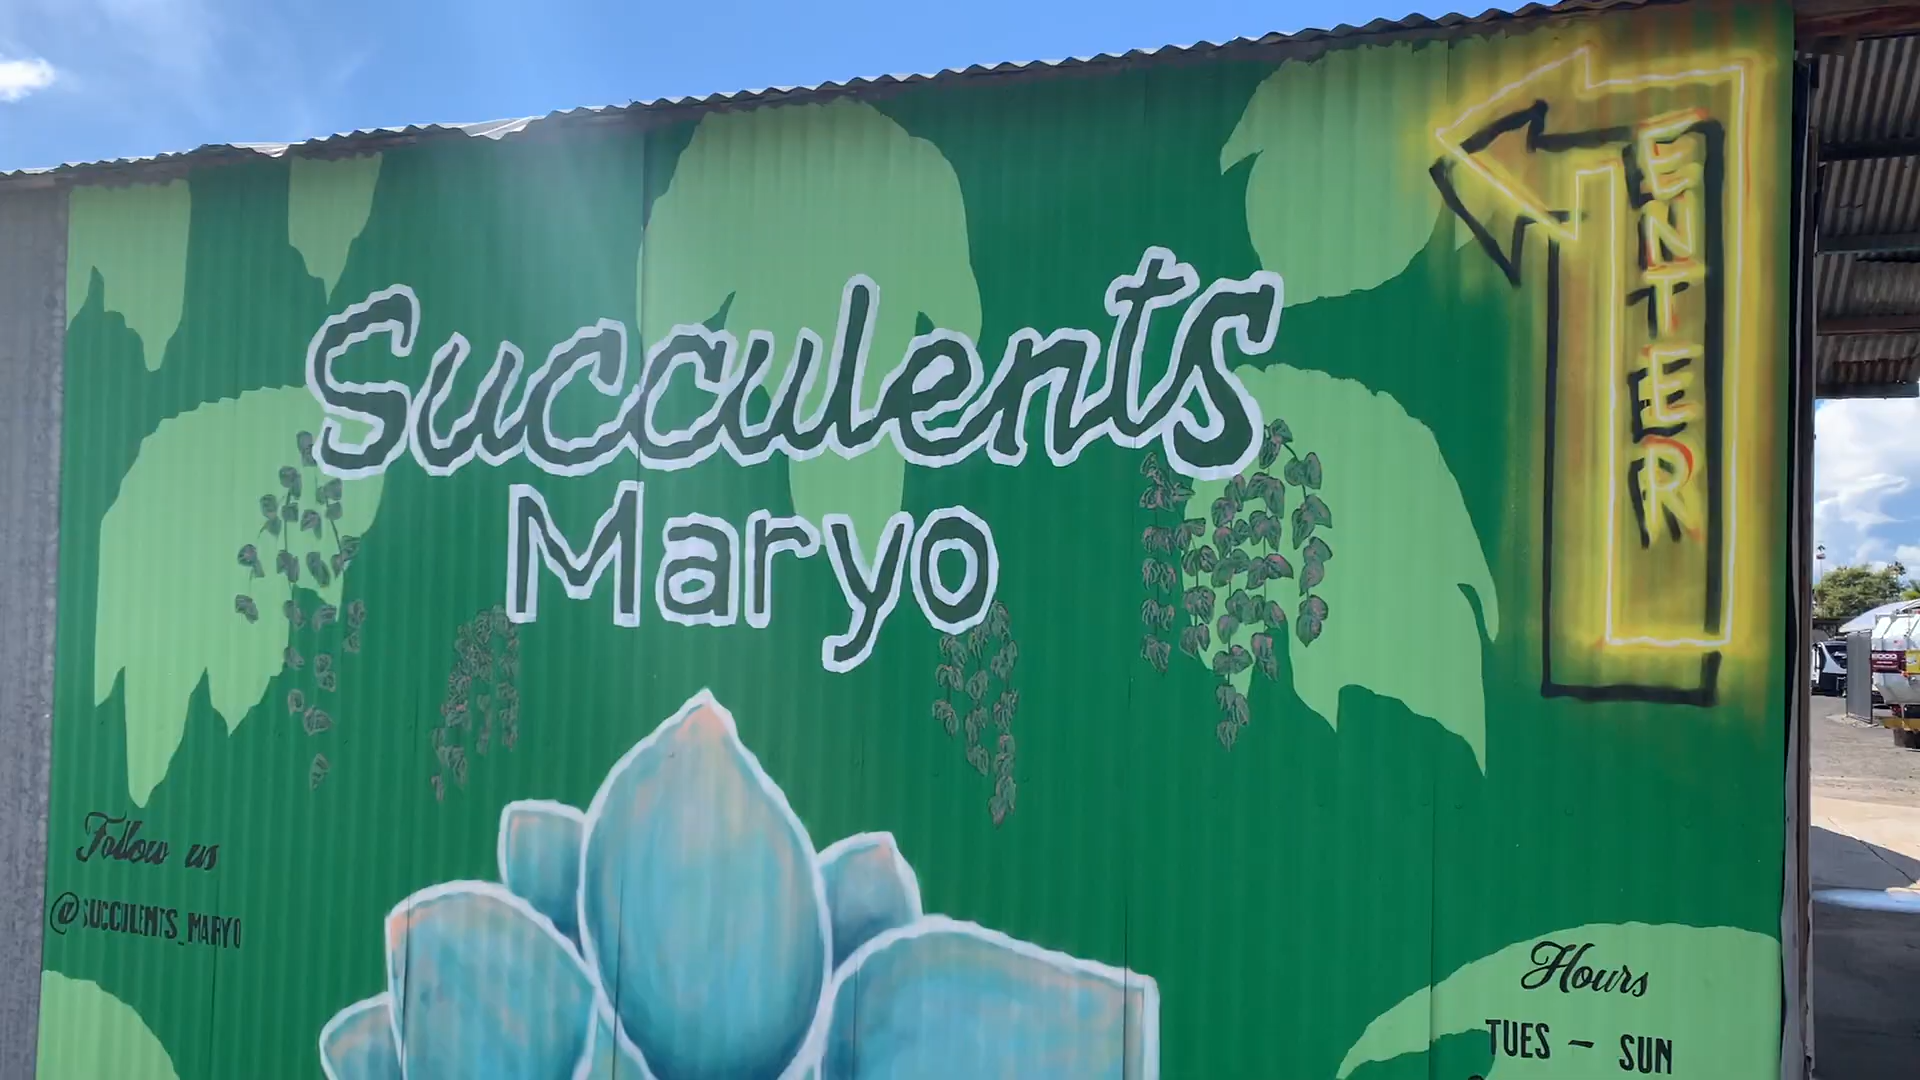 Succulents
Maryo
ENTER
Follow us
@SUCCULENTS_MARYO
Hours
TUES - SUN